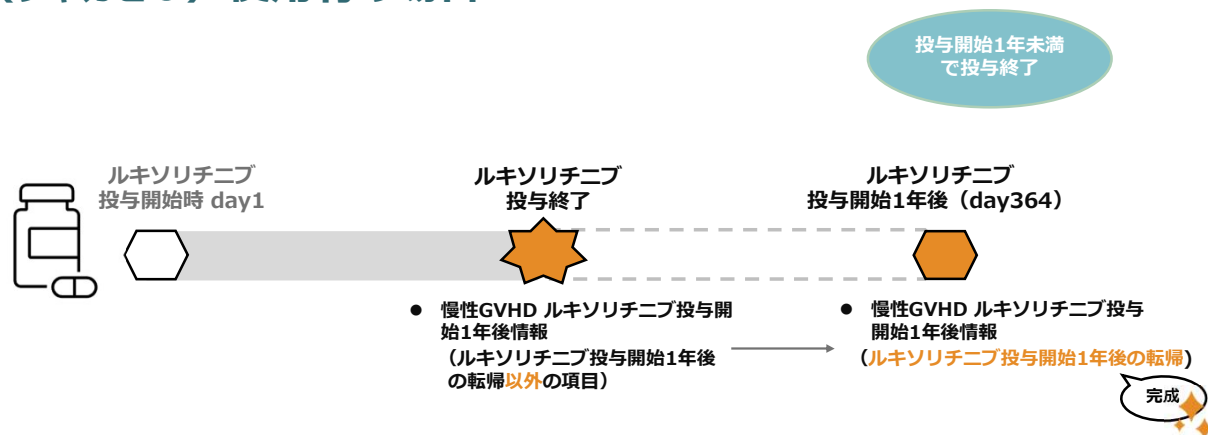 投与開始1年未満
で投与終了
ルキソリチニブ
投与開始時 day1
ルキソリチニブ
投与終了
ルキソリチニブ
投与開始1年後（day364）
● 慢性GVHD ルキソリチニブ投与開
始1年後情報
（ルキソリチニブ投与開始1年後
の転帰以外の項目）
● 慢性GVHD ルキソリチニブ投与
開始1年後情報
（ルキソリチニブ投与開始1年後の転帰)
完成